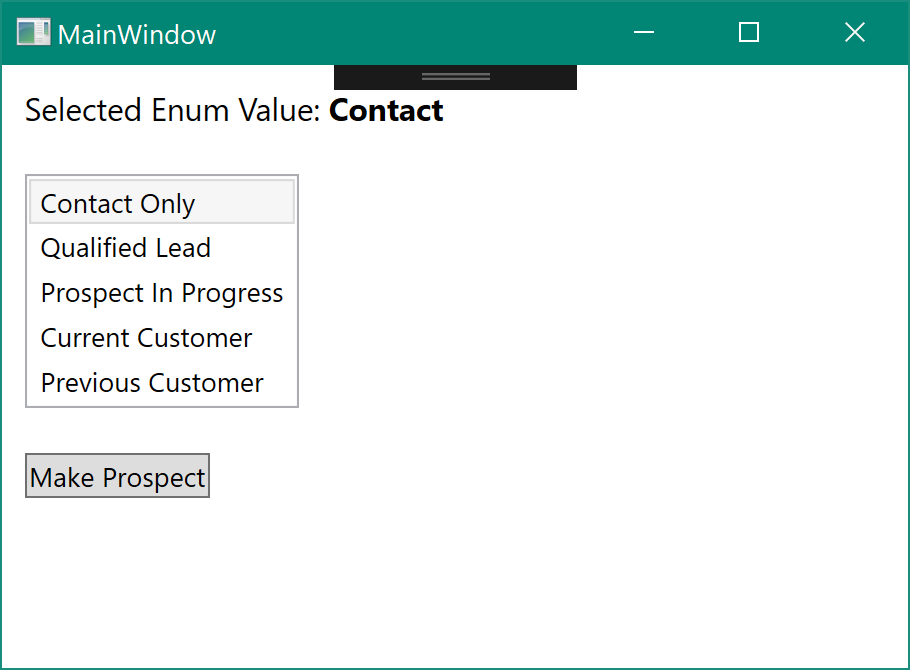 MainWindow
Selected Enum Value: Contact
Contact Only
Qualified Lead
Prospect In Progress
Current Customer
Previous Customer
Make Prospect